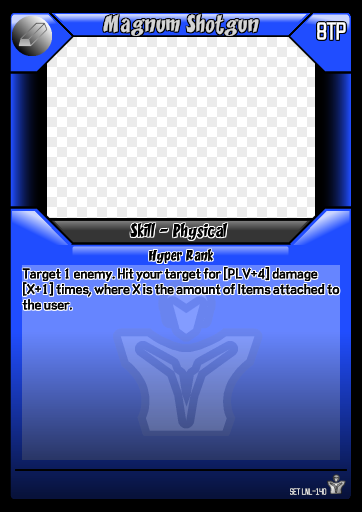 Magnum Shotgun
8TP
Skill - Physical
Hyper Rank
Target 1 enemy. Hit your target for [PLV+4] damage
[X+1] times, where X is the amount of Items attached to
the user.
SET LNL-140